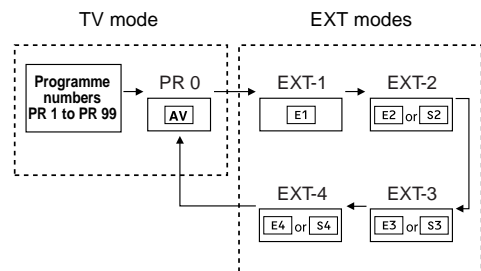 TV mode
EXT modes
Programme
numbers
PR 1 to PR 99
PR 0
AV
EXT-1
E1
EXT-2
E2 or S2
EXT-4
E4 or S4
EXT-3
E3 or S3